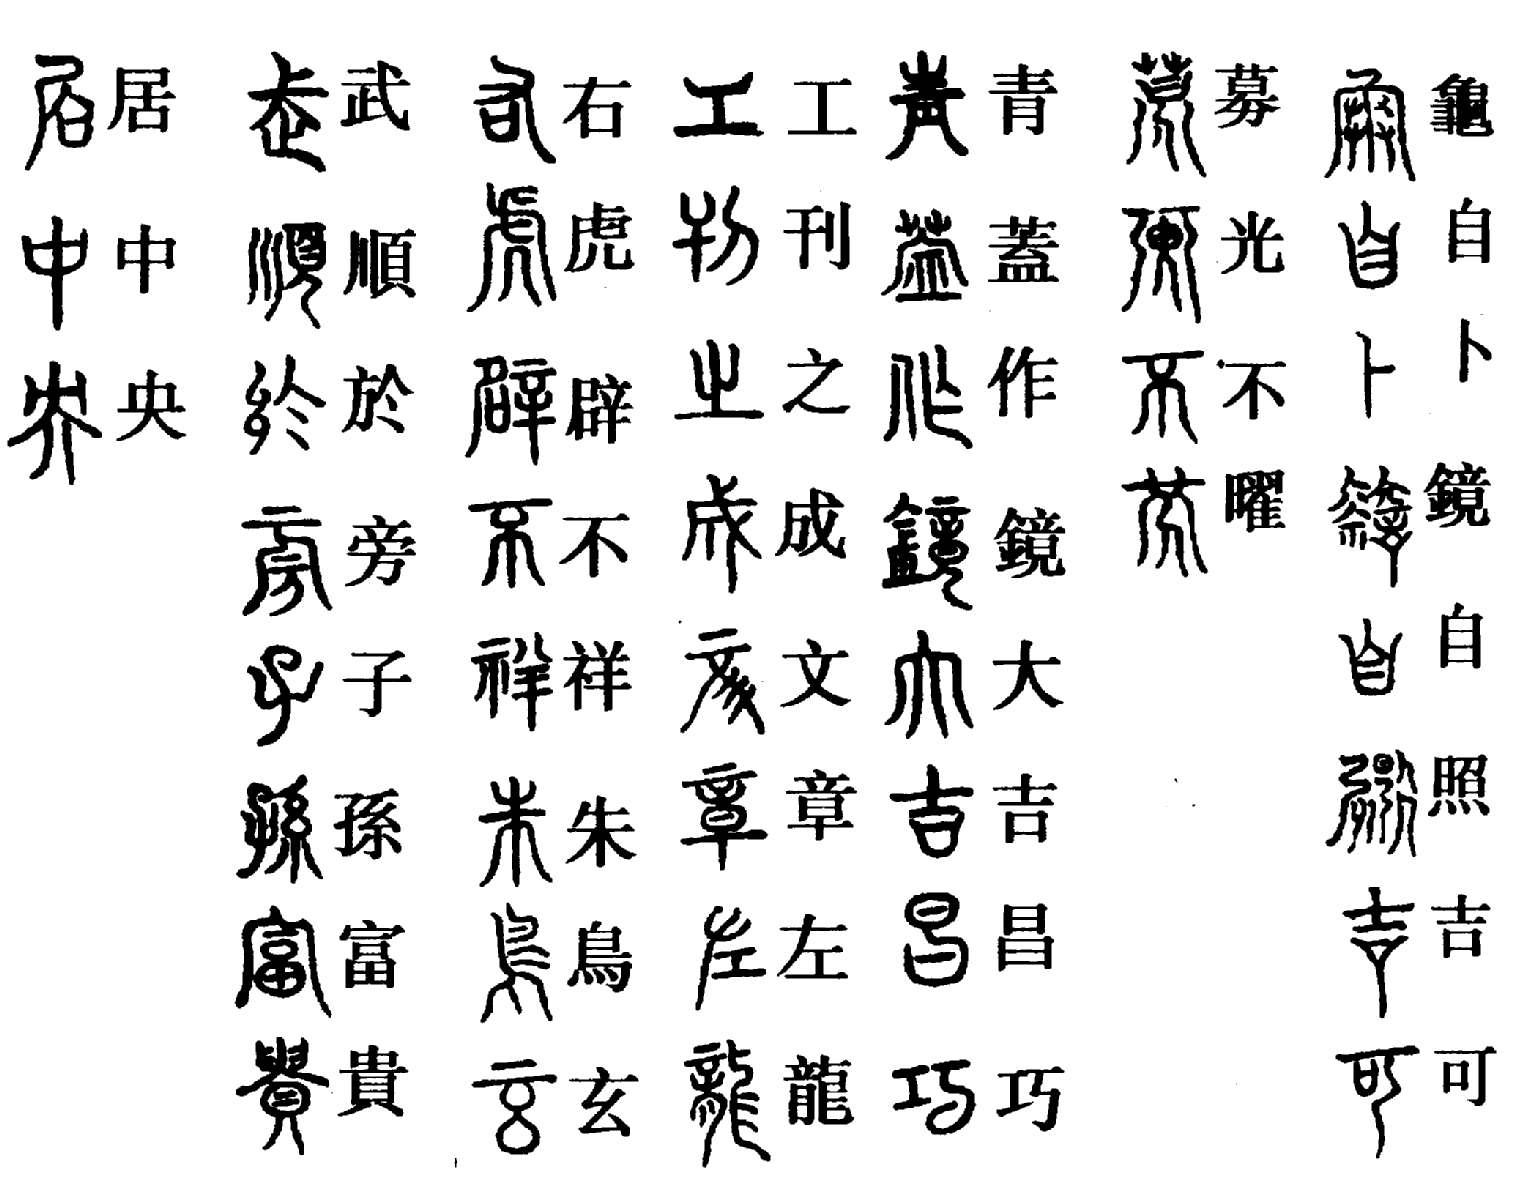 龜自卜鏡自照吉可
募光不曜
青蓋作鏡大吉昌巧
工刊之成文章左龍
右虎辟不祥朱鳥玄
武順於旁子孫富貴
居中央